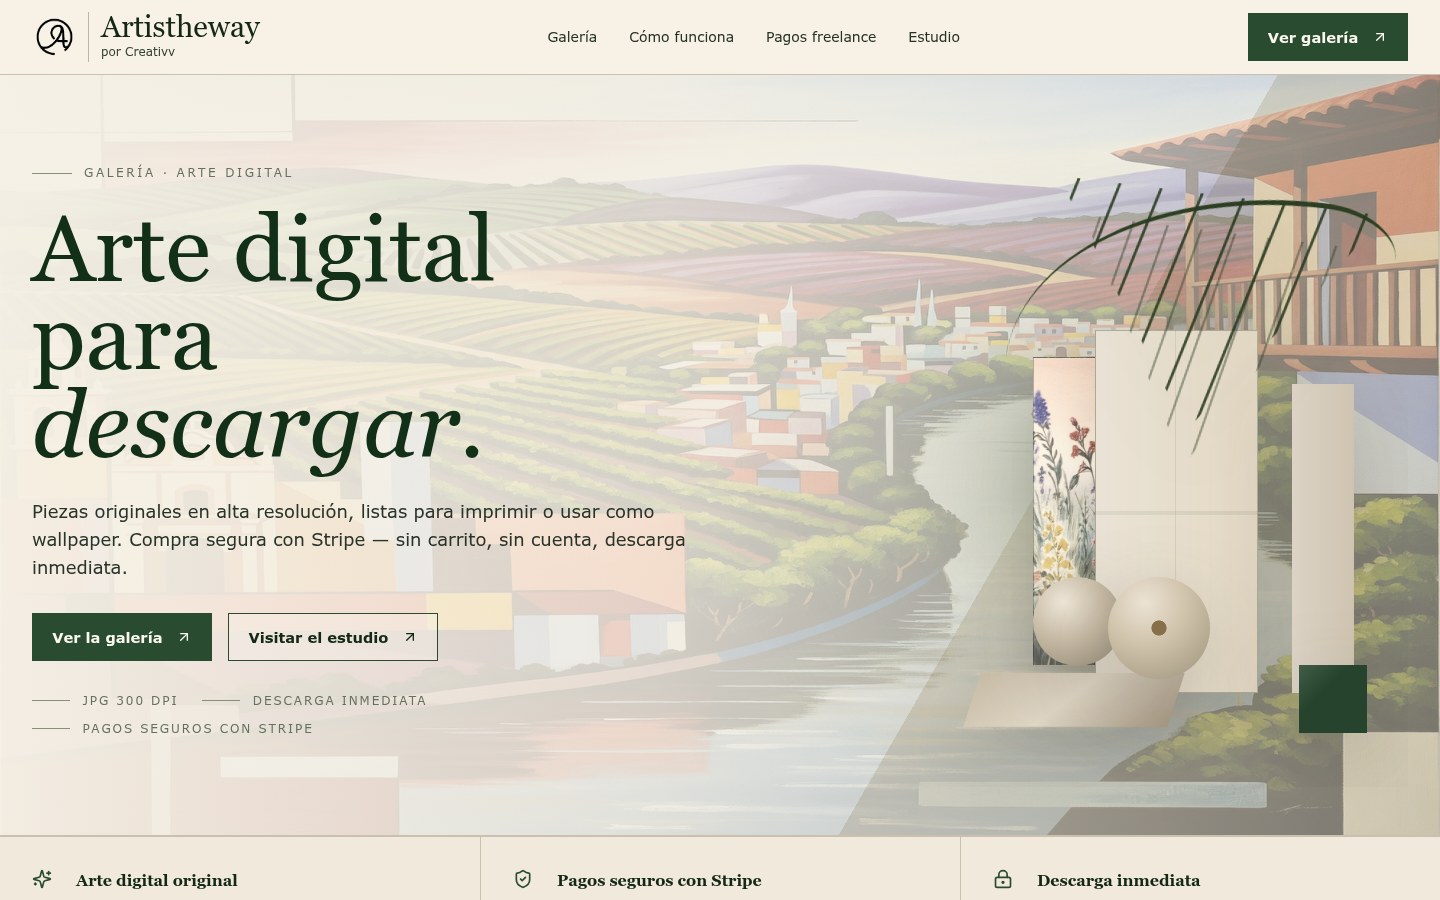 Artistheway
por Creativv
Galería
Cómo funciona
Pagos freelance
Estudio
Ver galería
GALERÍA · ARTE DIGITAL
Arte digital
para
descargar.
Piezas originales en alta resolución, listas para imprimir o usar como
wallpaper. Compra segura con Stripe — sin carrito, sin cuenta, descarga
inmediata.
Ver la galería
Visitar el estudio
JPG 300 DPI
DESCARGA INMEDIATA
PAGOS SEGUROS CON STRIPE
Arte digital original
Pagos seguros con Stripe
Descarga inmediata